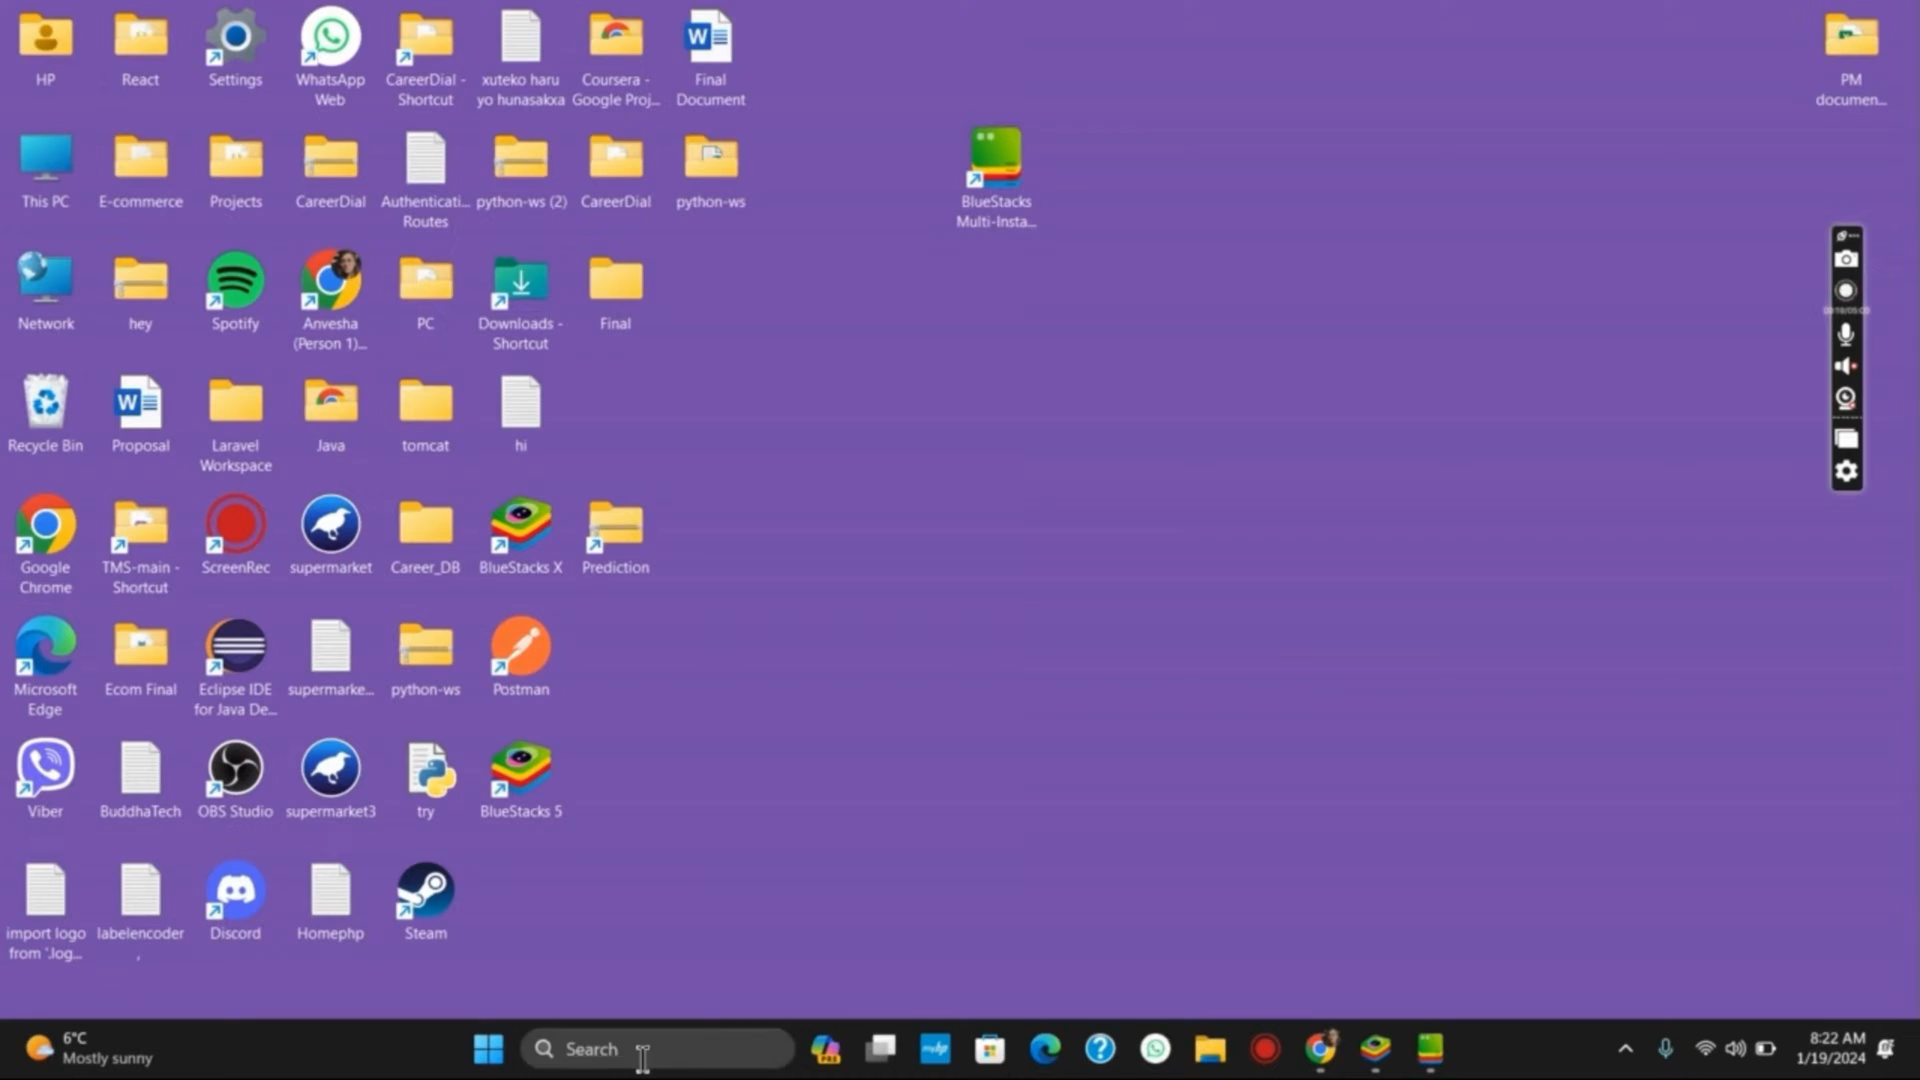 HP
React
Settings
WhatsApp
Web
CareerDial -
Shortcut
xuteko haru
yo hunasakxa
Coursera -
Google Proj...
Final
Document
PM
documen...
This PC
E-commerce
Projects
CareerDial
Authenticati...
Routes
python-ws (2)
CareerDial
python-ws
BlueStacks
Multi-Insta...
Network
hey
Spotify
Anvesha
(Person 1)...
PC
Downloads -
Shortcut
Final
Recycle Bin
Proposal
Laravel
Workspace
Java
tomcat
hi
Google
Chrome
TMS-main -
Shortcut
ScreenRec
supermarket
Career_DB
BlueStacks X
Prediction
Microsoft
Edge
Ecom Final
Eclipse IDE
for Java De...
supermarke...
python-ws
Postman
Viber
BuddhaTech
OBS Studio
supermarket3
try
BlueStacks 5
import logo
from '.log...
labelencoder
,
Discord
Homephp
Steam
6°C
Mostly sunny
Search
PRE
myhp
8:22 AM
1/19/2024